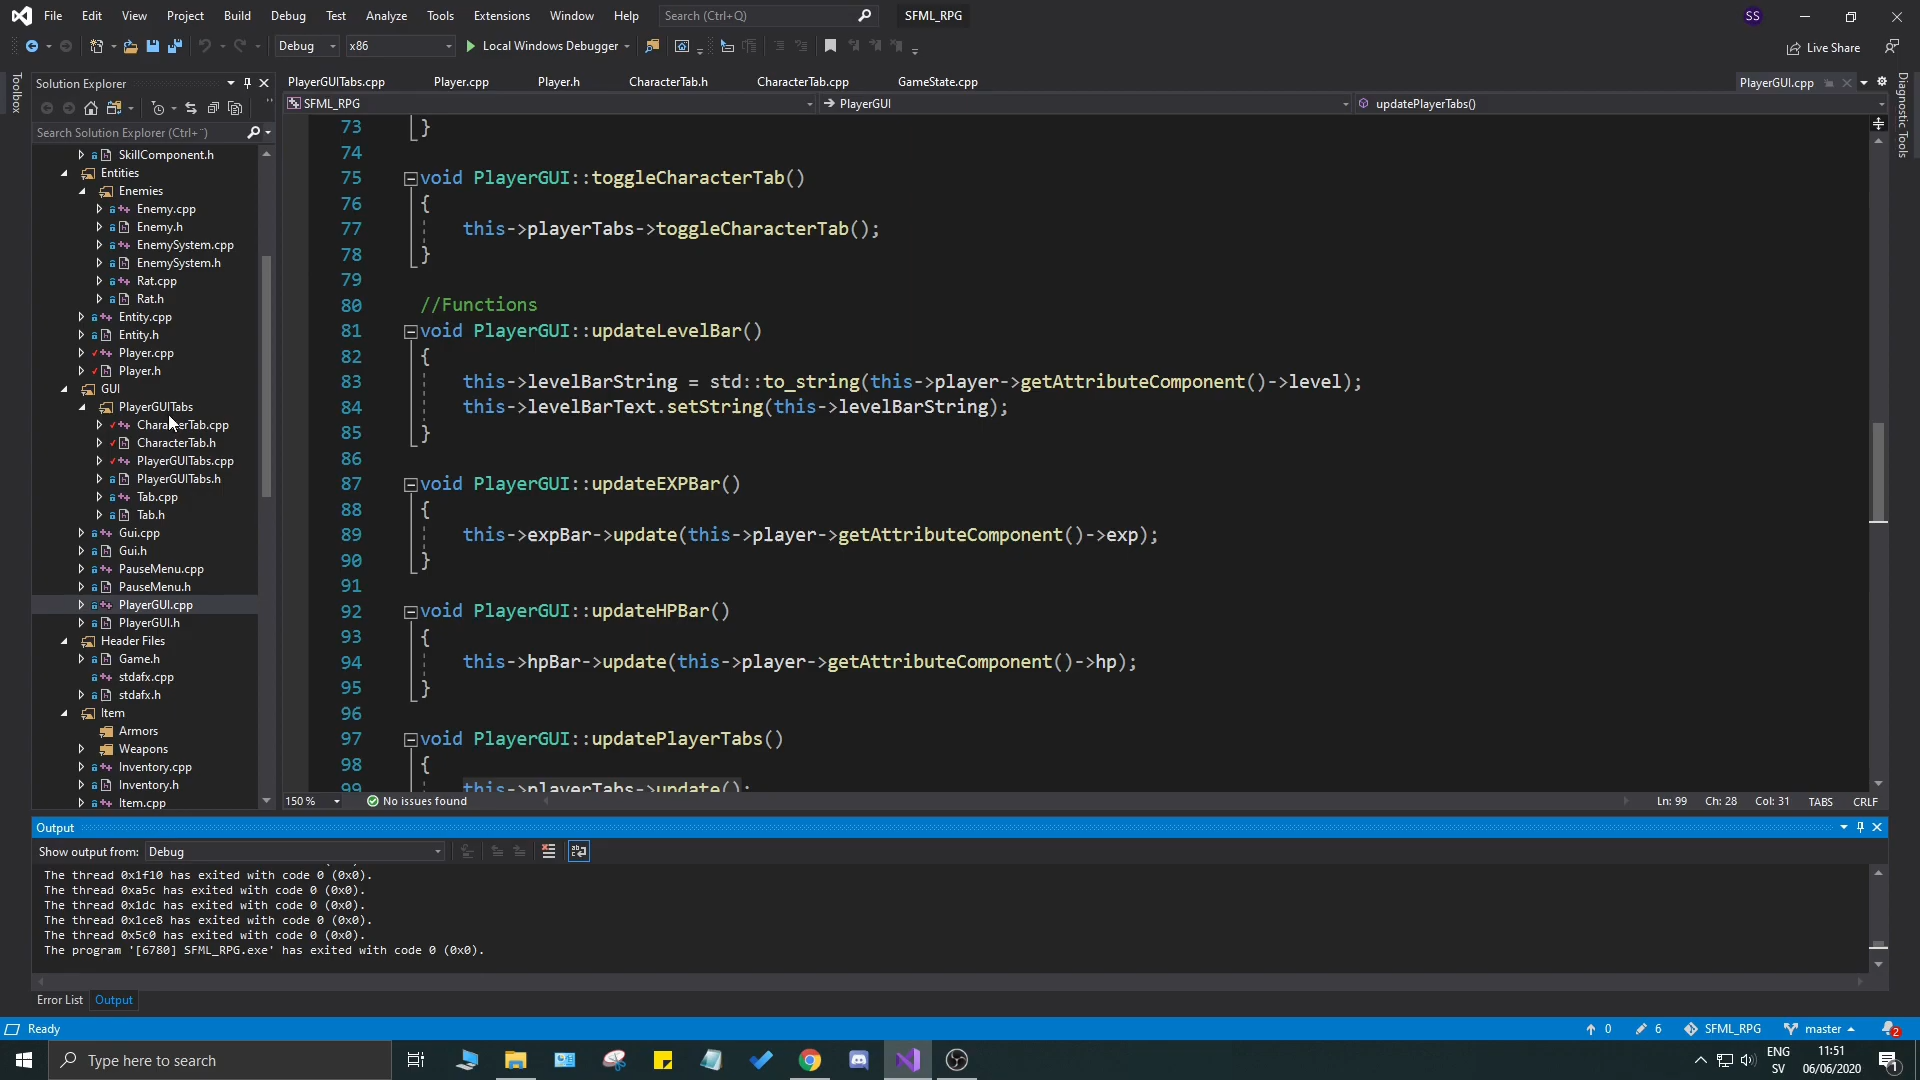 File Edit View Project Build Debug Test Analyze Tools Extensions Window Help Search (Ctrl+Q) SFML_RPG SS
Debug x86 Local Windows Debugger Live Share
Toolbox
Solution Explorer
Search Solution Explorer (Ctrl+¨)
SkillComponent.h
Entities
Enemies
Enemy.cpp
Enemy.h
EnemySystem.cpp
EnemySystem.h
Rat.cpp
Rat.h
Entity.cpp
Entity.h
Player.cpp
Player.h
GUI
PlayerGUITabs
CharacterTab.cpp
CharacterTab.h
PlayerGUITabs.cpp
PlayerGUITabs.h
Tab.cpp
Tab.h
Gui.cpp
Gui.h
PauseMenu.cpp
PauseMenu.h
PlayerGUI.cpp
PlayerGUI.h
Header Files
Game.h
stdafx.cpp
stdafx.h
Item
Armors
Weapons
Inventory.cpp
Inventory.h
Item.cpp
PlayerGUITabs.cpp Player.cpp Player.h CharacterTab.h CharacterTab.cpp GameState.cpp PlayerGUI.cpp
SFML_RPG PlayerGUI updatePlayerTabs()
73 }
74
75 void PlayerGUI::toggleCharacterTab()
76 {
77 this->playerTabs->toggleCharacterTab();
78 }
79
80 //Functions
81 void PlayerGUI::updateLevelBar()
82 {
83 this->levelBarString = std::to_string(this->player->getAttributeComponent()->level);
84 this->levelBarText.setString(this->levelBarString);
85 }
86
87 void PlayerGUI::updateEXPBar()
88 {
89 this->expBar->update(this->player->getAttributeComponent()->exp);
90 }
91
92 void PlayerGUI::updateHPBar()
93 {
94 this->hpBar->update(this->player->getAttributeComponent()->hp);
95 }
96
97 void PlayerGUI::updatePlayerTabs()
98 {
99 this->playerTabs->update();
150 % No issues found Ln: 99 Ch: 28 Col: 31 TABS CRLF
Diagnostic Tools
Output
Show output from: Debug
The thread 0x1f10 has exited with code 0 (0x0).
The thread 0xa5c has exited with code 0 (0x0).
The thread 0x1dc has exited with code 0 (0x0).
The thread 0x1ce8 has exited with code 0 (0x0).
The thread 0x5c0 has exited with code 0 (0x0).
The program '[6780] SFML_RPG.exe' has exited with code 0 (0x0).
Error List Output
Ready 0 6 SFML_RPG master 2
Type here to search ENG SV 11:51 06/06/2020 1